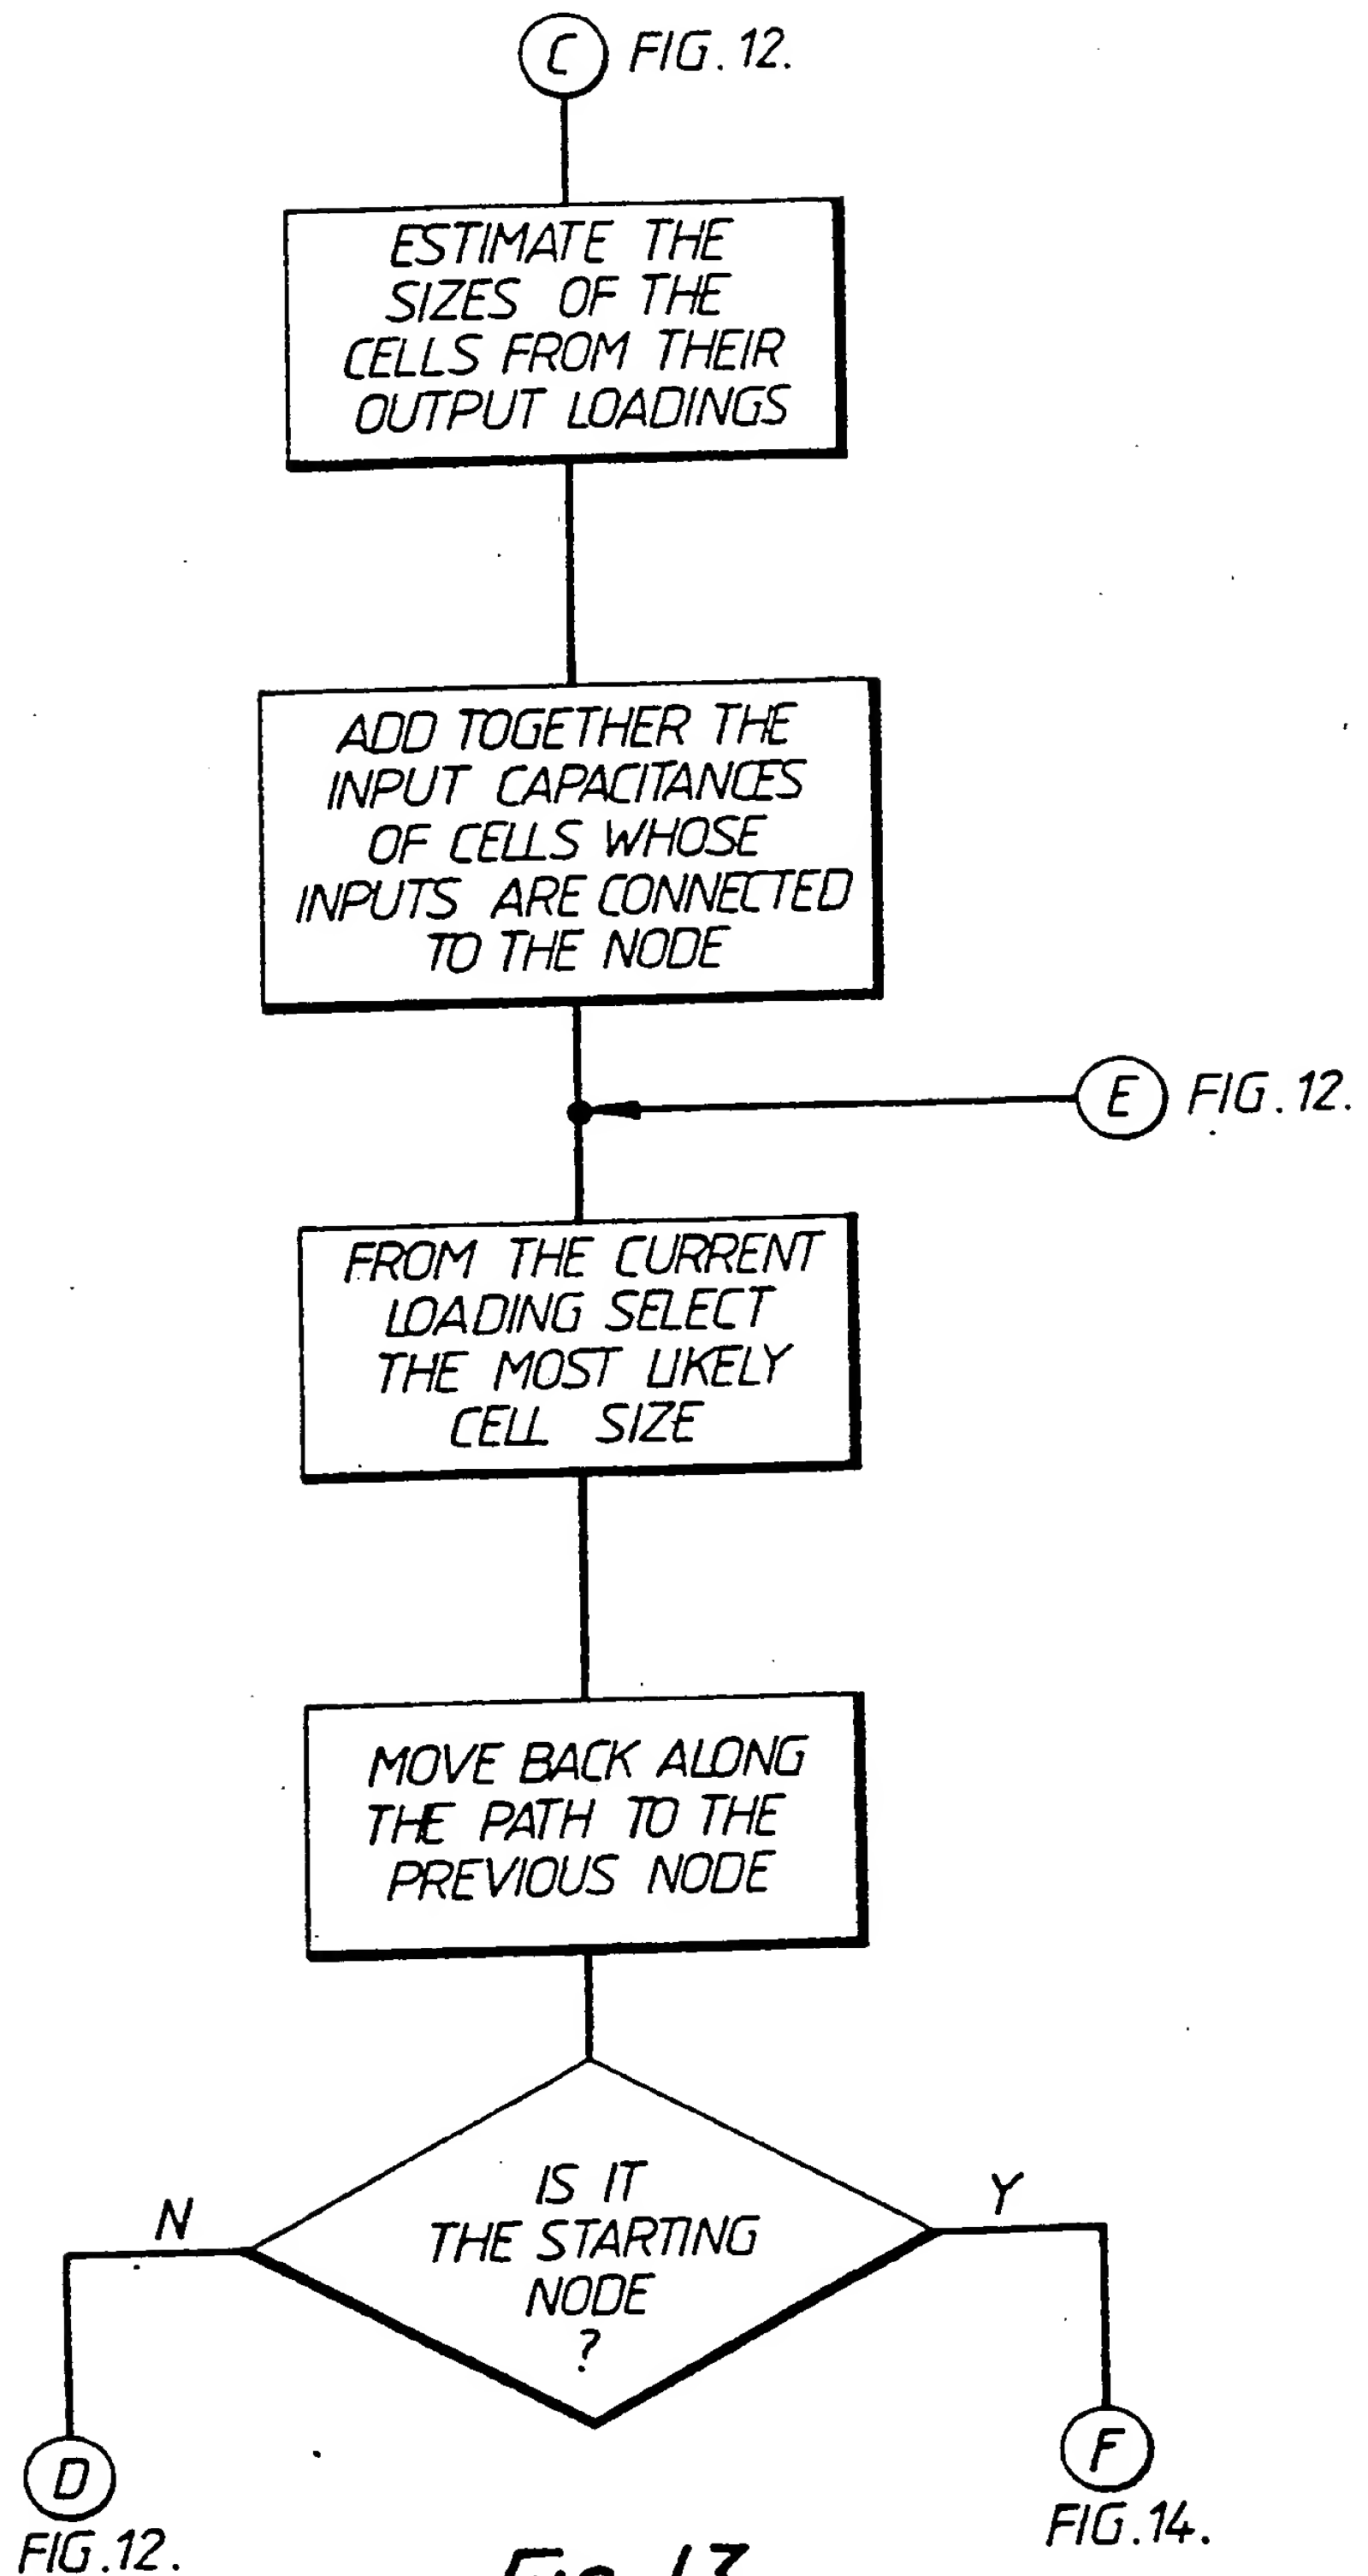 C FIG. 12.
ESTIMATE THE
SIZES OF THE
CELLS FROM THEIR
OUTPUT LOADINGS
ADD TOGETHER THE
INPUT CAPACITANCES
OF CELLS WHOSE
INPUTS ARE CONNECTED
TO THE NODE
E FIG. 12.
FROM THE CURRENT
LOADING SELECT
THE MOST LIKELY
CELL SIZE
MOVE BACK ALONG
THE PATH TO THE
PREVIOUS NODE
IS IT
THE STARTING
NODE
?
N
Y
D
FIG. 12.
F
FIG. 14.
Fig. 13